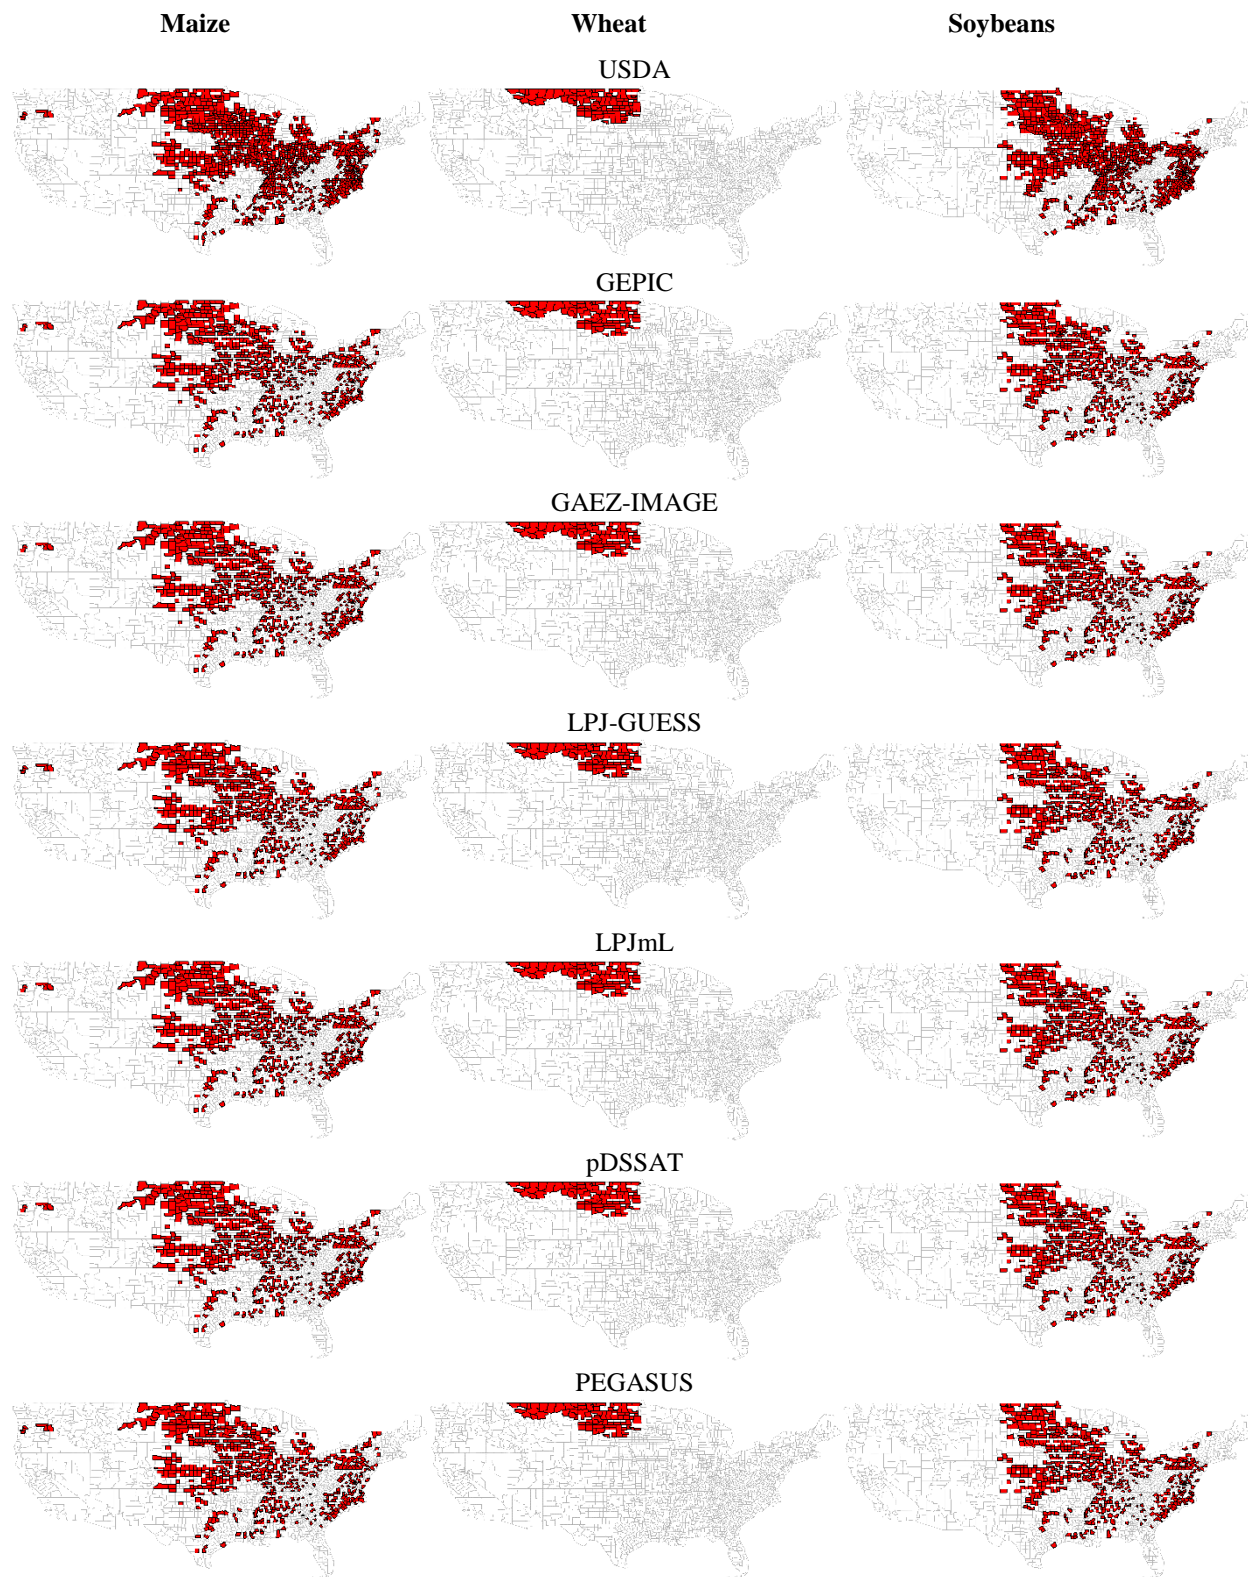 Maize Wheat Soybeans
USDA
GEPIC
GAEZ-IMAGE
LPJ-GUESS
LPJmL
pDSSAT
PEGASUS